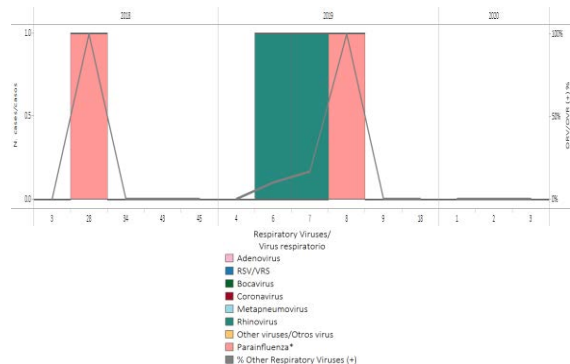 2018 2019 2020
1.0 100%
N. cases/casos
0.5 50%
ORV/OVR (+)%
0.0 0%
3 28 34 43 45 4 6 7 8 9 18 1 2 3
Respiratory Viruses/
Virus respiratorio
Adenovirus
RSV/VRS
Bocavirus
Coronavirus
Metapneumovirus
Rhinovirus
Other viruses/Otros virus
Parainfluenza*
% Other Respiratory Viruses (+)